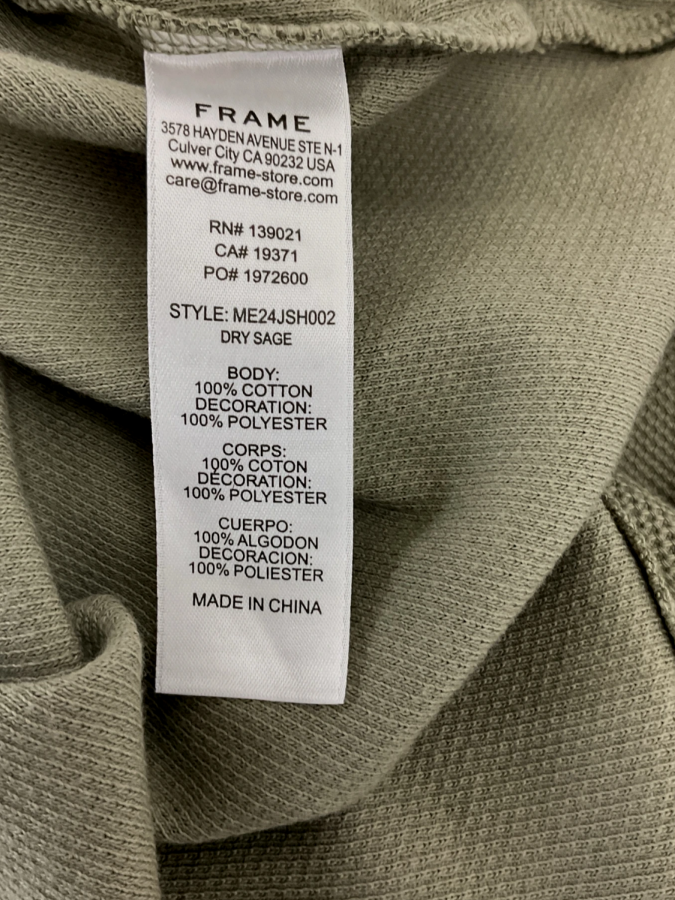 FRAME
3578 HAYDEN AVENUE STE N-1
Culver City CA 90232 USA
www.frame-store.com
care@frame-store.com
RN# 139021
CA# 19371
PO# 1972600
STYLE: ME24JSH002
DRY SAGE
BODY:
100% COTTON
DECORATION:
100% POLYESTER
CORPS:
100% COTON
DÉCORATION:
100% POLYESTER
CUERPO:
100% ALGODON
DECORACION:
100% POLIESTER
MADE IN CHINA